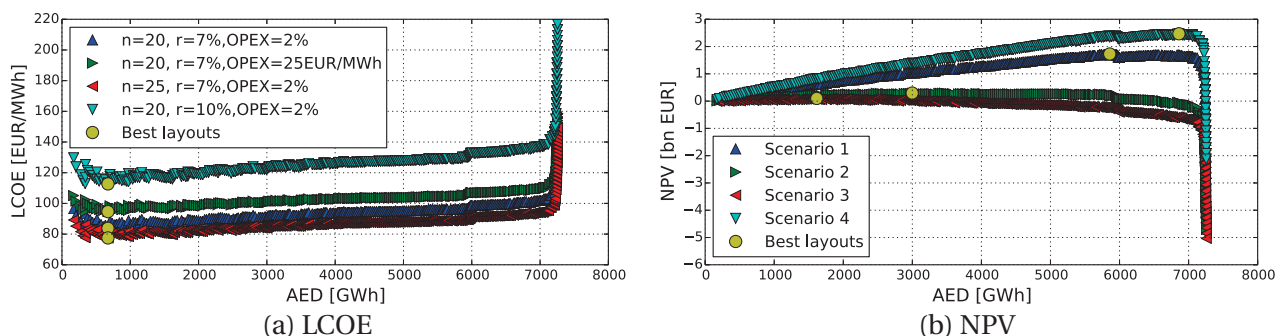 220
200
180
160
140
120
100
80
60
LCOE [EUR/MWh]
n=20, r=7%,OPEX=2%
n=20, r=7%,OPEX=25EUR/MWh
n=25, r=7%,OPEX=2%
n=20, r=10%,OPEX=2%
Best layouts
0 1000 2000 3000 4000 5000 6000 7000 8000
AED [GWh]
(a) LCOE
3
2
1
0
−1
−2
−3
−4
−5
−6
NPV [bn EUR]
Scenario 1
Scenario 2
Scenario 3
Scenario 4
Best layouts
0 1000 2000 3000 4000 5000 6000 7000 8000
AED [GWh]
(b) NPV